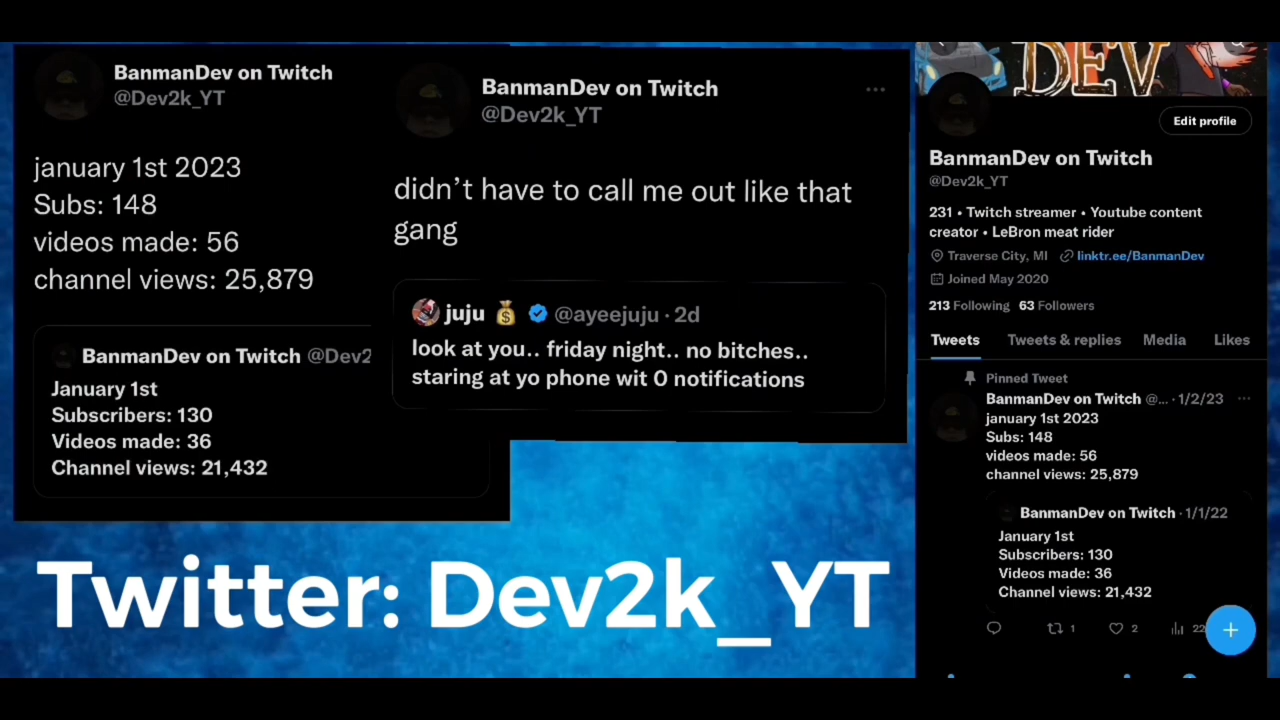 BanmanDev on Twitch
@Dev2k_YT
january 1st 2023
Subs: 148
videos made: 56
channel views: 25,879
BanmanDev on Twitch @Dev2
January 1st
Subscribers: 130
Videos made: 36
Channel views: 21,432
BanmanDev on Twitch
@Dev2k_YT
didn’t have to call me out like that
gang
juju 💰 @ayeejuju · 2d
look at you.. friday night.. no bitches..
staring at yo phone wit 0 notifications
Twitter: Dev2k_YT
DEV
Edit profile
BanmanDev on Twitch
@Dev2k_YT
231 • Twitch streamer • Youtube content
creator • LeBron meat rider
Traverse City, MI linktr.ee/BanmanDev
Joined May 2020
213 Following 63 Followers
Tweets Tweets & replies Media Likes
Pinned Tweet
BanmanDev on Twitch @... · 1/2/23
january 1st 2023
Subs: 148
videos made: 56
channel views: 25,879
BanmanDev on Twitch · 1/1/22
January 1st
Subscribers: 130
Videos made: 36
Channel views: 21,432
1 2 22